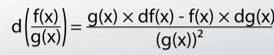 d(f(x)/g(x)) = g(x) × df(x) - f(x) × dg(x)/(g(x))²